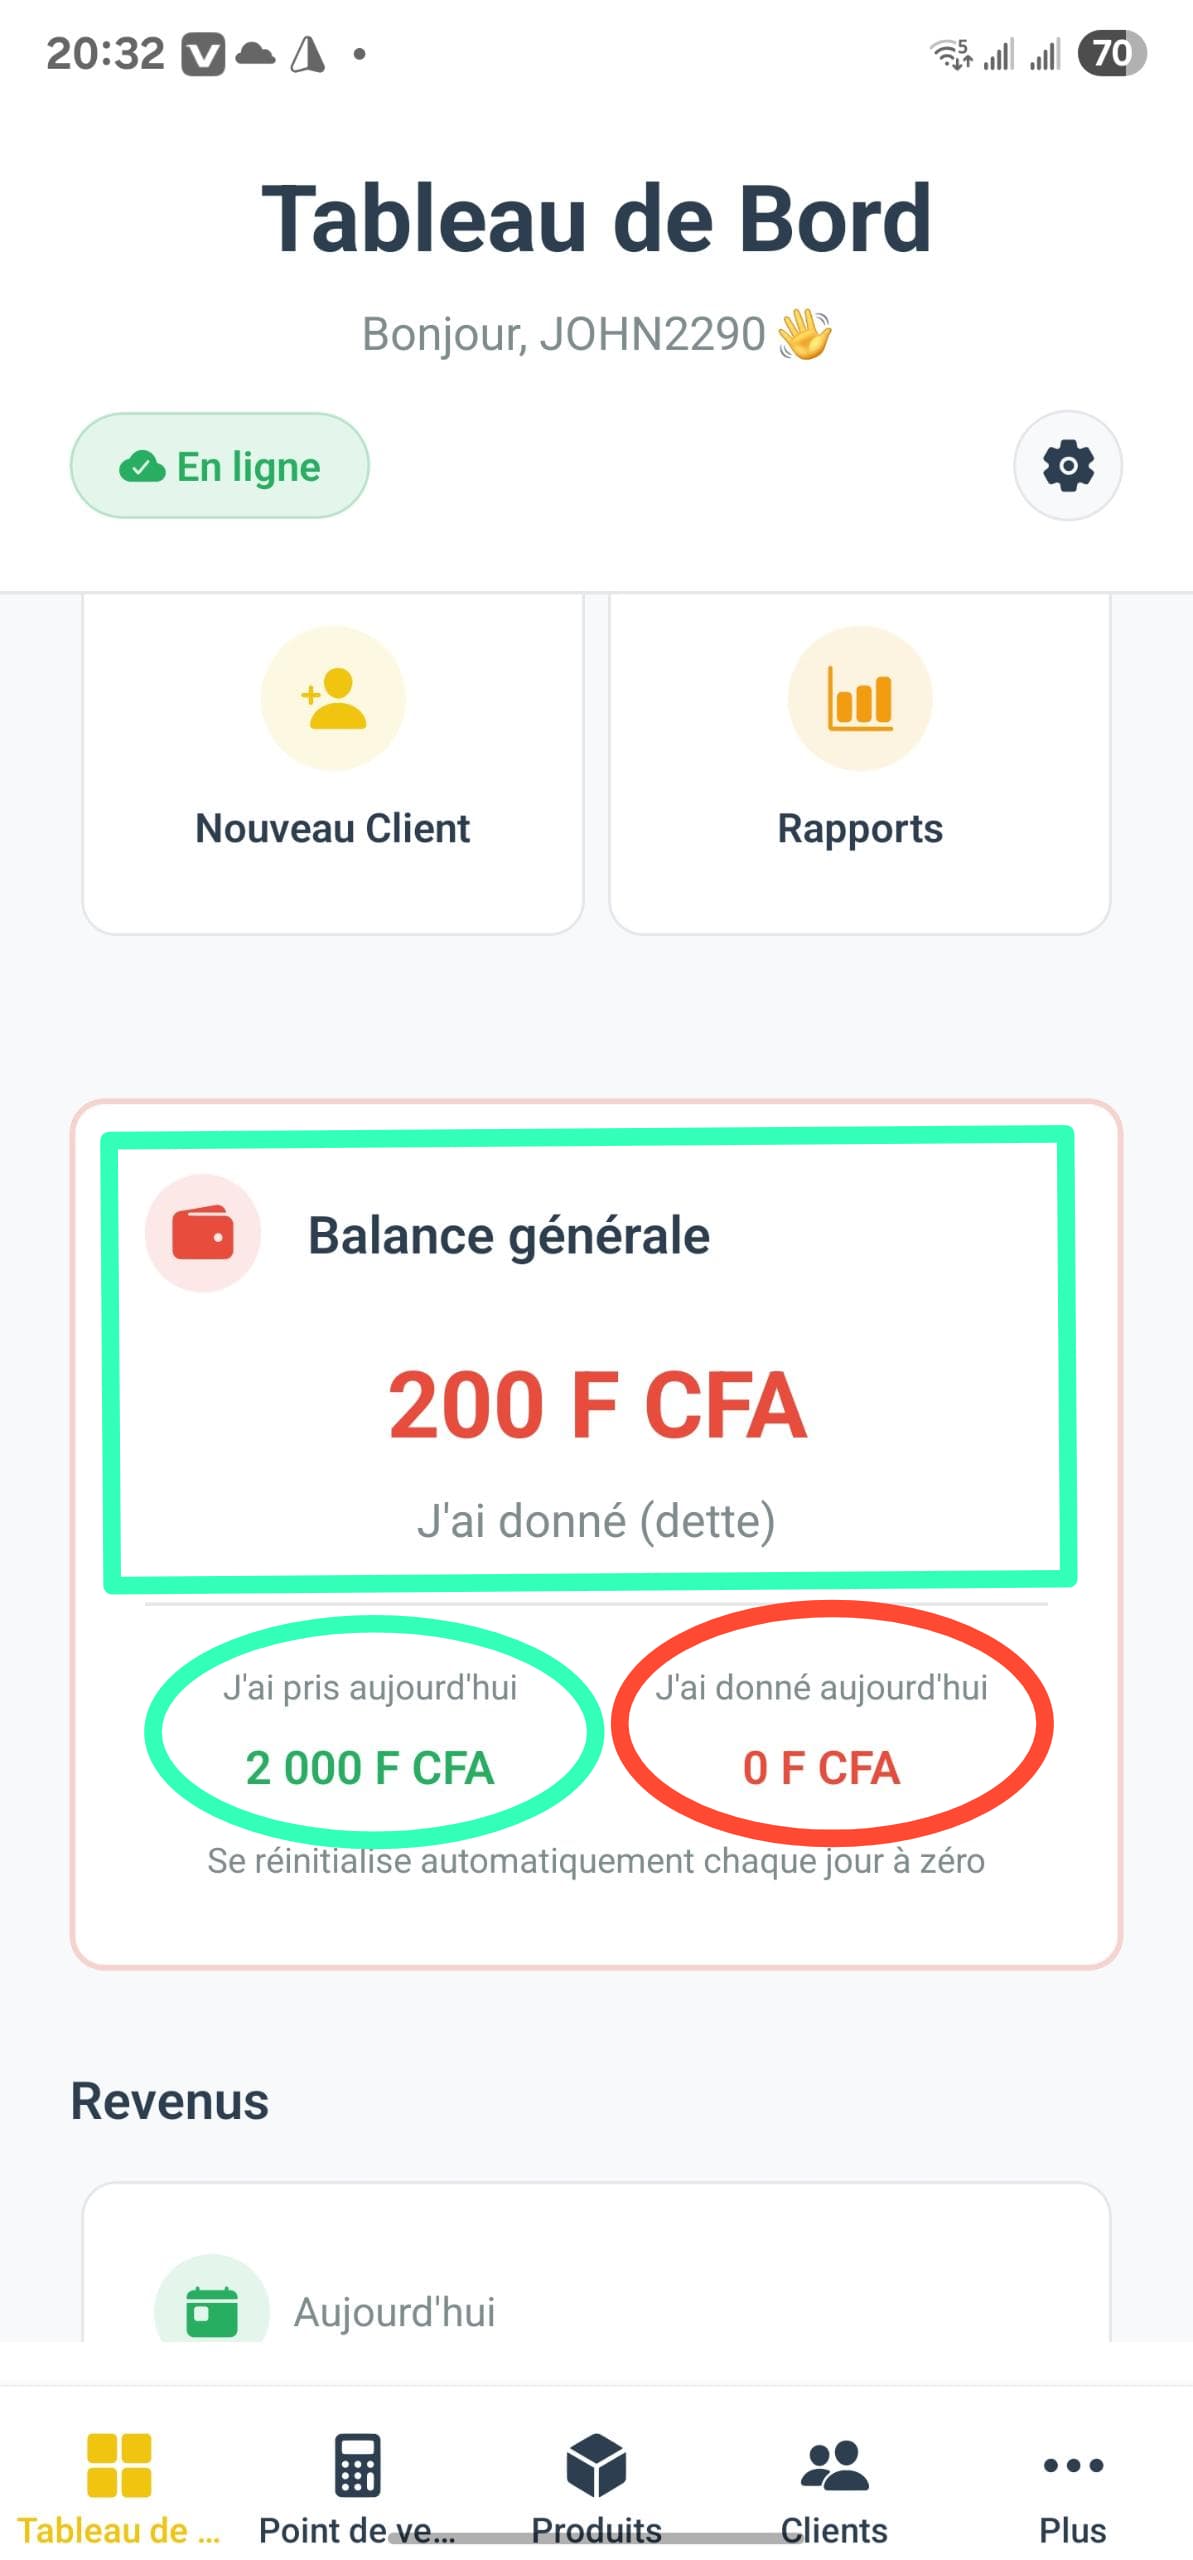 20:32
5
70
Tableau de Bord
Bonjour, JOHN2290 👋
En ligne
Nouveau Client
Rapports
Balance générale
200 F CFA
J'ai donné (dette)
J'ai pris aujourd'hui
J'ai donné aujourd'hui
2 000 F CFA
0 F CFA
Se réinitialise automatiquement chaque jour à zéro
Revenus
Aujourd'hui
Tableau de ...
Point de ve...
Produits
Clients
Plus